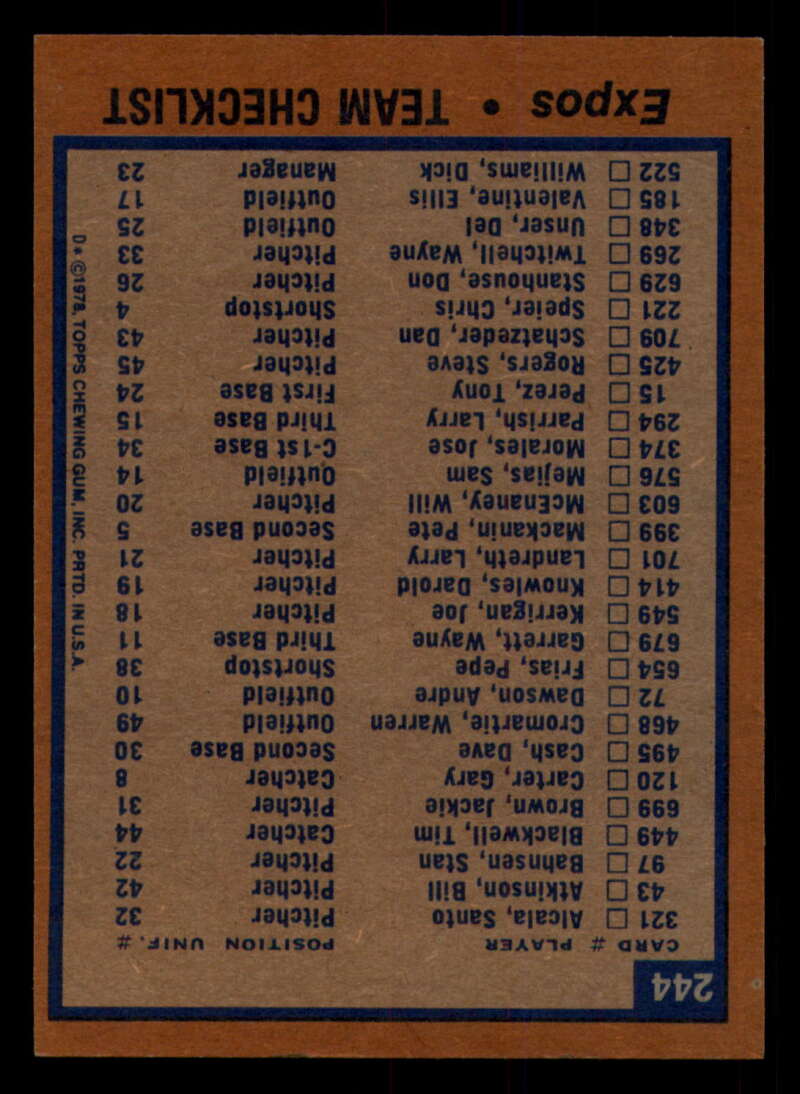 244
CARD # PLAYER POSITION UNIF. #
321 Alcala, Santo Pitcher 32
43 Atkinson, Bill Pitcher 42
97 Bahnsen, Stan Pitcher 22
449 Blackwell, Tim Catcher 44
699 Brown, Jackie Pitcher 31
120 Carter, Gary Catcher 8
495 Cash, Dave Second Base 30
468 Cromartie, Warren Outfield 49
72 Dawson, Andre Outfield 10
654 Frias, Pepe Shortstop 38
679 Garrett, Wayne Third Base 11
549 Kerrigan, Joe Pitcher 18
414 Knowles, Darold Pitcher 19
701 Landreth, Larry Pitcher 21
399 Mackanin, Pete Second Base 5
603 McEnaney, Will Pitcher 20
576 Mejias, Sam Outfield 14
374 Morales, Jose C-1st Base 34
294 Parrish, Larry Third Base 15
15 Perez, Tony First Base 24
425 Rogers, Steve Pitcher 45
709 Schatzeder, Dan Pitcher 43
221 Speier, Chris Shortstop 4
629 Stanhouse, Don Pitcher 26
269 Twitchell, Wayne Pitcher 33
348 Unser, Del Outfield 25
185 Valentine, Ellis Outfield 17
522 Williams, Dick Manager 23
D* ©1978, TOPPS CHEWING GUM, INC. PRTD. IN U.S.A.
Expos • TEAM CHECKLIST